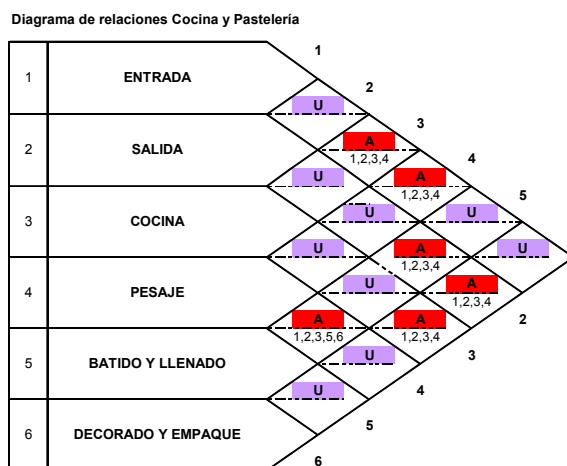 Diagrama de relaciones Cocina y Pastelería
1
1 ENTRADA
2
U
3
A
2 SALIDA
1,2,3,4
4
U
A
1,2,3,4
5
3 COCINA
U
U
U
A
U
1,2,3,4
4 PESAJE
U
A
1,2,3,4
2
A
A
1,2,3,5,6
1,2,3,4
3
5 BATIDO Y LLENADO
U
4
U
5
6 DECORADO Y EMPAQUE
6